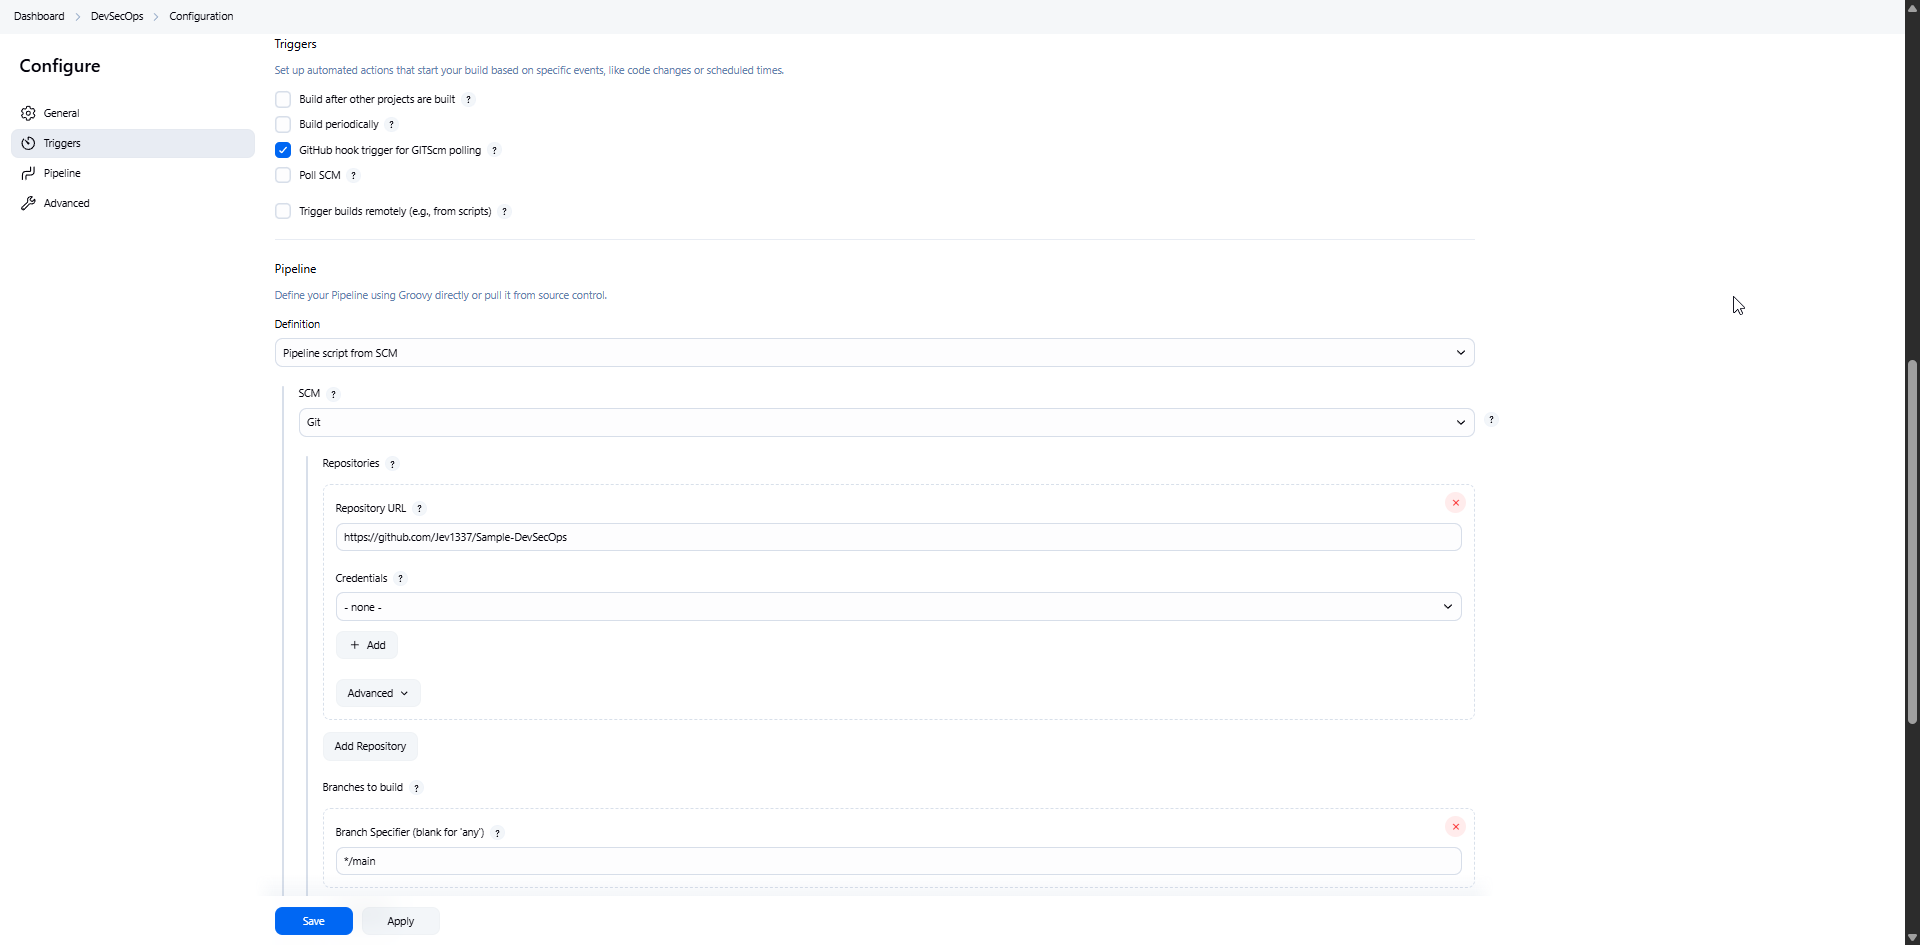 Dashboard > DevSecOps > Configuration
Configure
General
Triggers
Pipeline
Advanced
Triggers
Set up automated actions that start your build based on specific events, like code changes or scheduled times.
Build after other projects are built ?
Build periodically ?
GitHub hook trigger for GITScm polling ?
Poll SCM ?
Trigger builds remotely (e.g., from scripts) ?
Pipeline
Define your Pipeline using Groovy directly or pull it from source control.
Definition
Pipeline script from SCM
SCM ?
Git
?
Repositories ?
Repository URL ?
https://github.com/Jev1337/Sample-DevSecOps
Credentials ?
- none -
+ Add
Advanced
Add Repository
Branches to build ?
Branch Specifier (blank for 'any') ?
*/main
Save
Apply